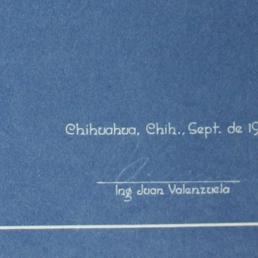 Chihuahua, Chih., Sept. de 19
Ing Juan Valenzuela